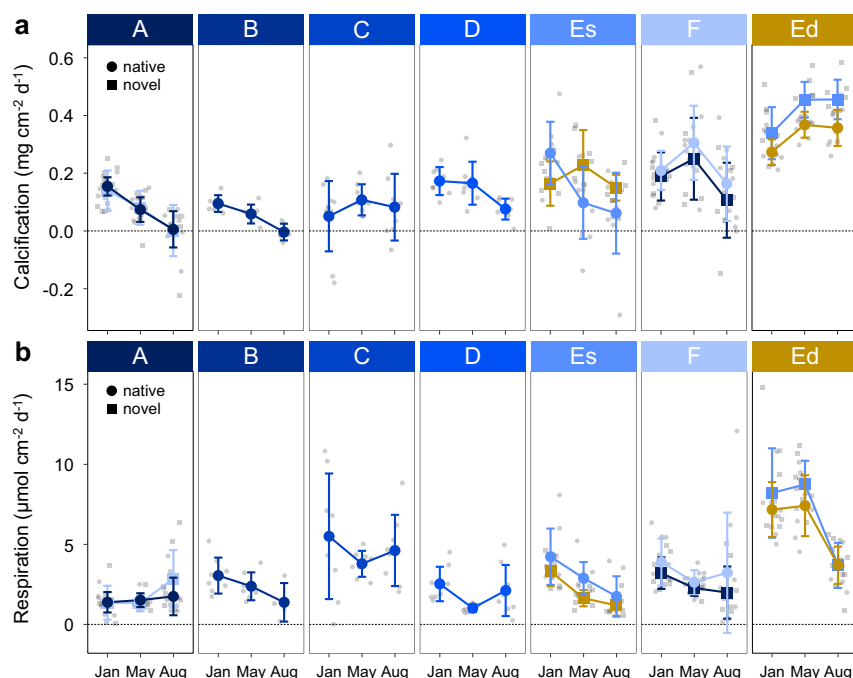 a
A B C D Es F Ed
Calcification (mg cm-2 d-1)
0.6
0.4
0.2
0.0
-0.2
native
novel
b
A B C D Es F Ed
Respiration (µmol cm-2 d-1)
15
10
5
0
native
novel
Jan May Aug Jan May Aug Jan May Aug Jan May Aug Jan May Aug Jan May Aug Jan May Aug